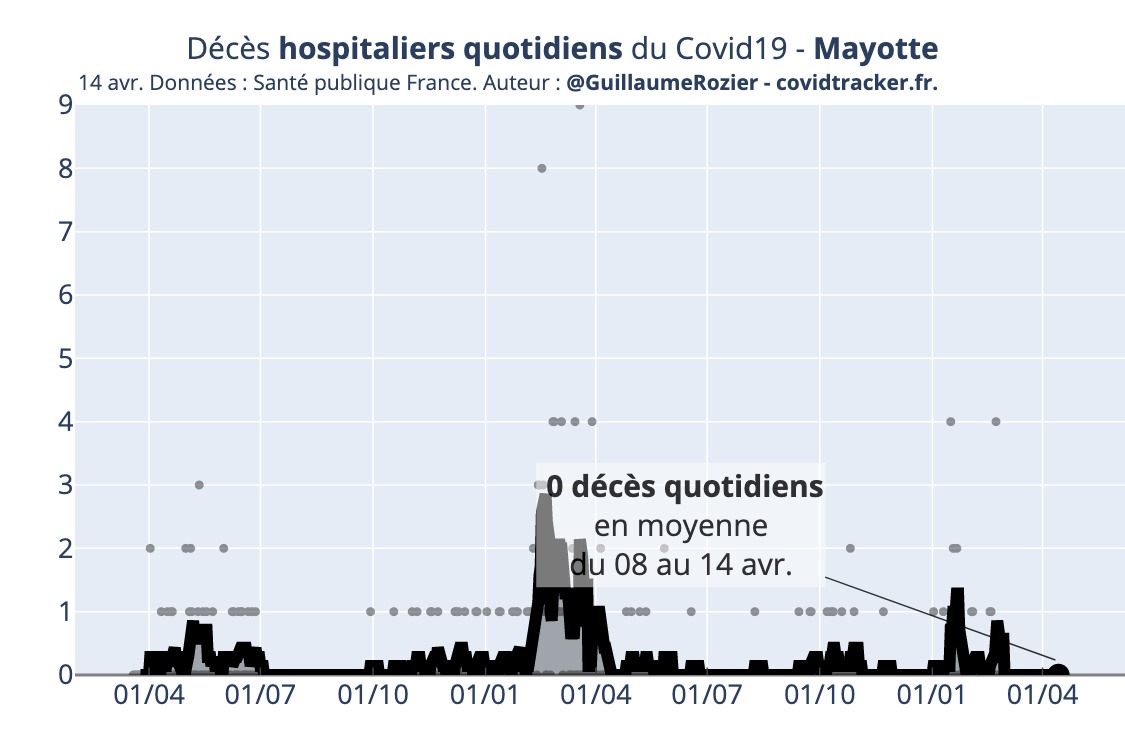 Décès hospitaliers quotidiens du Covid19 - Mayotte
14 avr. Données : Santé publique France. Auteur : @GuillaumeRozier - covidtracker.fr.
9
8
7
6
5
4
3
2
1
0
0 décès quotidiens
en moyenne
du 08 au 14 avr.
01/04 01/07 01/10 01/01 01/04 01/07 01/10 01/01 01/04